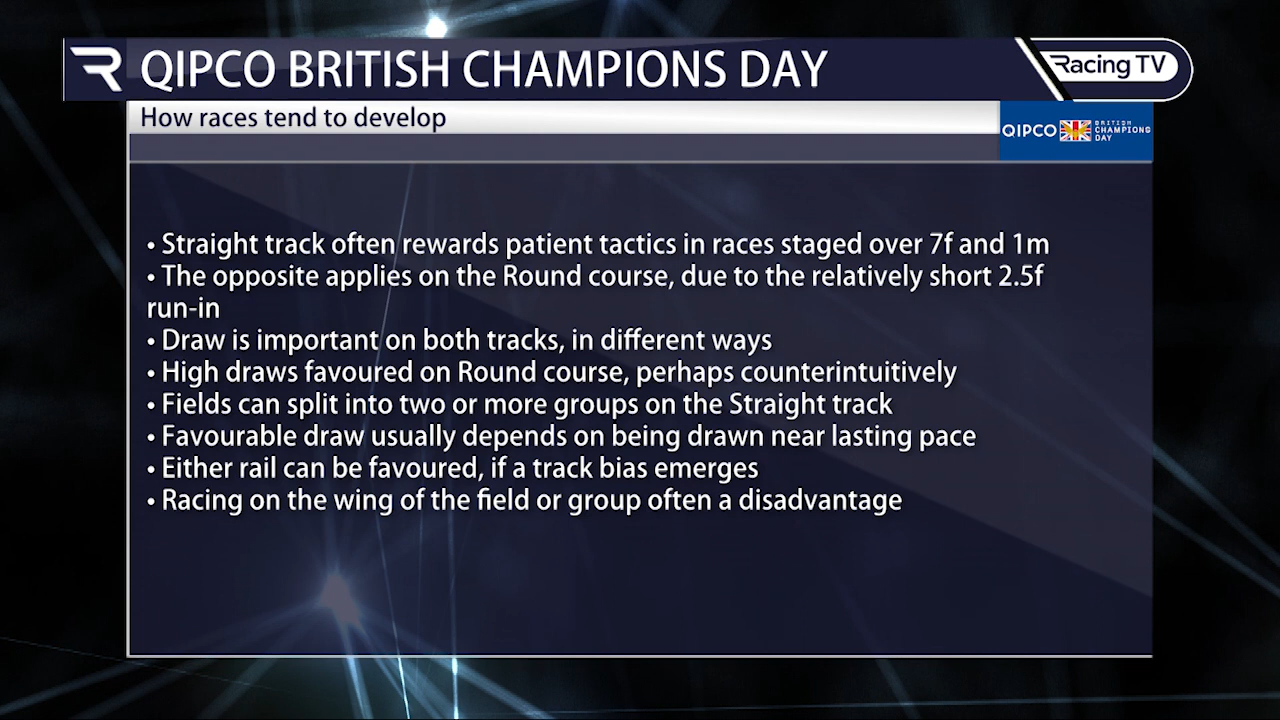 QIPCO BRITISH CHAMPIONS DAY
Racing TV
How races tend to develop
QIPCO
BRITISH
CHAMPIONS
DAY
• Straight track often rewards patient tactics in races staged over 7f and 1m
• The opposite applies on the Round course, due to the relatively short 2.5f
run-in
• Draw is important on both tracks, in different ways
• High draws favoured on Round course, perhaps counterintuitively
• Fields can split into two or more groups on the Straight track
• Favourable draw usually depends on being drawn near lasting pace
• Either rail can be favoured, if a track bias emerges
• Racing on the wing of the field or group often a disadvantage